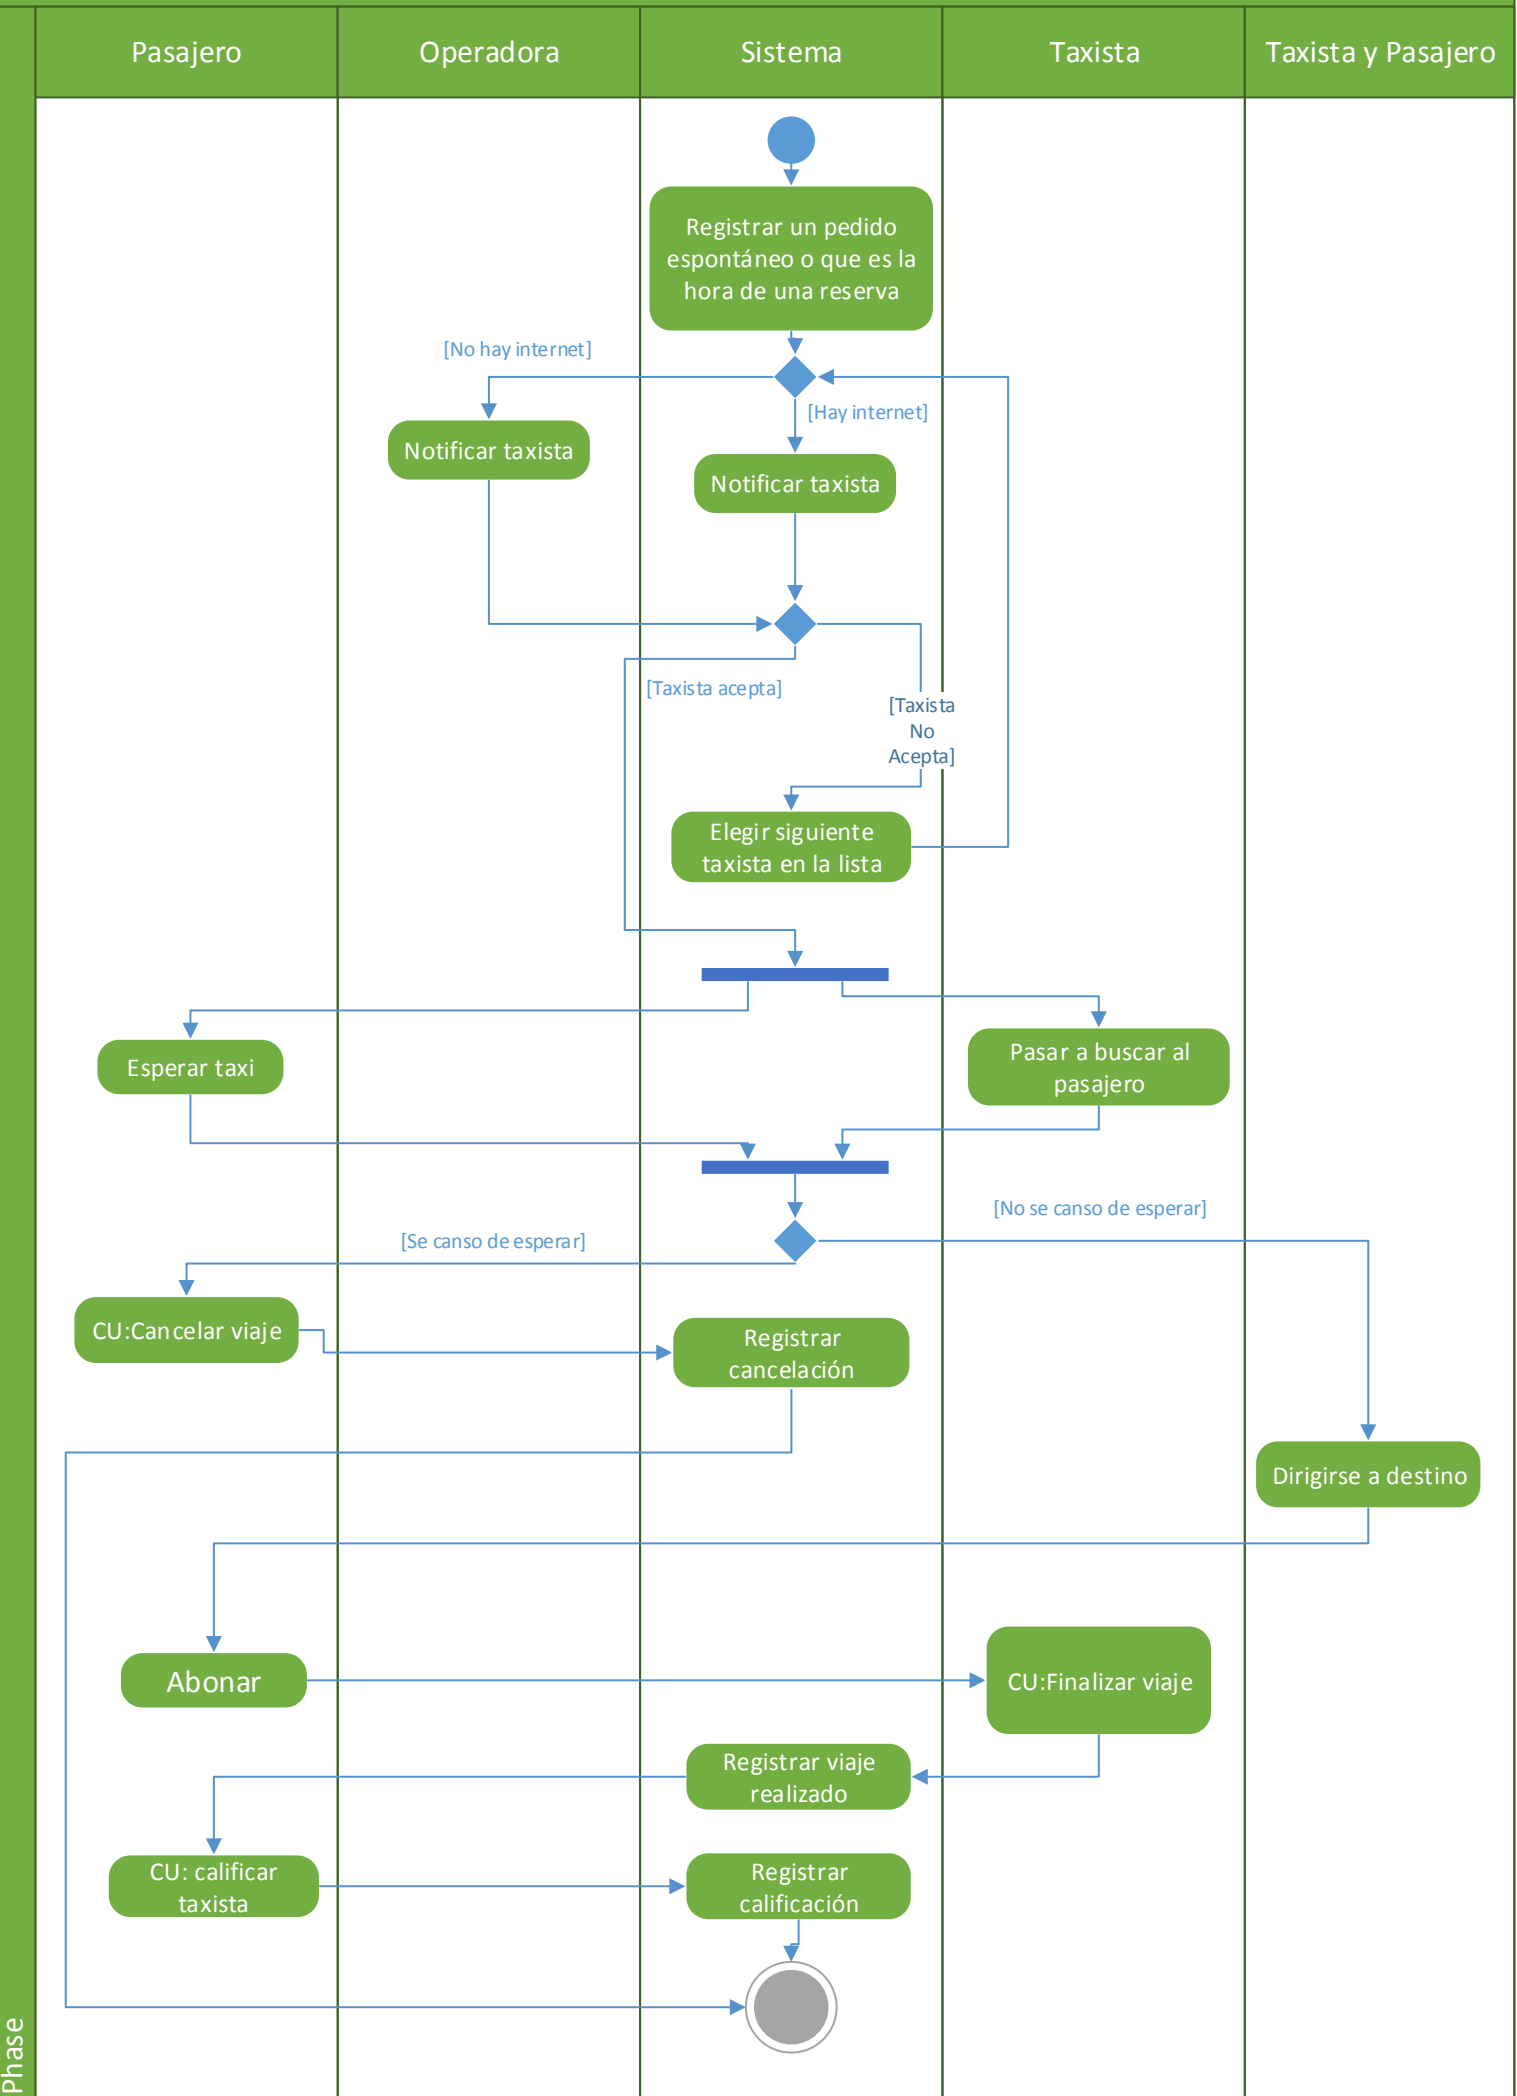 Pasajero
Operadora
Sistema
Taxista
Taxista y Pasajero
Registrar un pedido
espontáneo o que es la
hora de una reserva
[No hay internet]
[Hay internet]
Notificar taxista
Notificar taxista
[Taxista acepta]
[Taxista
No
Acepta]
Elegir siguiente
taxista en la lista
Esperar taxi
Pasar a buscar al
pasajero
[No se canso de esperar]
[Se canso de esperar]
CU:Cancelar viaje
Registrar
cancelación
Dirigirse a destino
Abonar
CU:Finalizar viaje
Registrar viaje
realizado
CU: calificar
taxista
Registrar
calificación
Phase